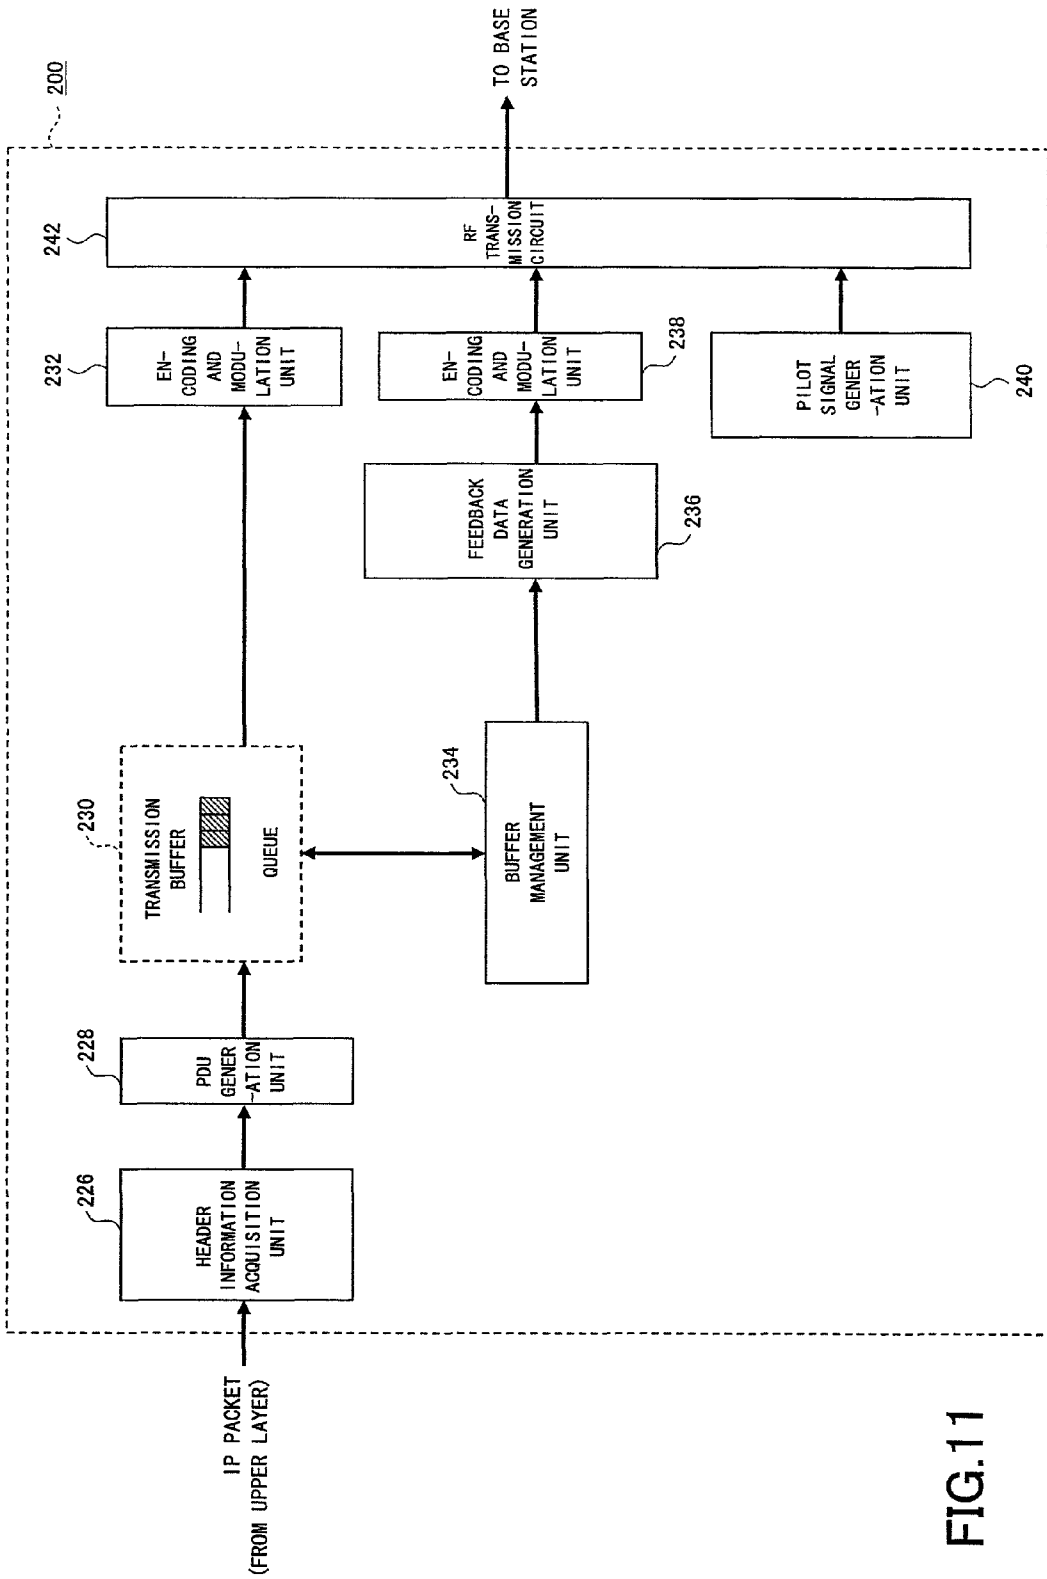 200
TO BASE
STATION
242
RF
TRANS-
MISSION
CIRCUIT
232
EN-
CODING
AND
MODU-
LATION
UNIT
EN-
CODING
AND
MODU-
LATION
UNIT
238
PILOT
SIGNAL
GENER
-ATION
UNIT
240
FEEDBACK
DATA
GENERATION
UNIT
236
230
TRANSMISSION
BUFFER
QUEUE
234
BUFFER
MANAGEMENT
UNIT
228
PDU
GENER
-ATION
UNIT
226
HEADER
INFORMATION
ACQUISITION
UNIT
IP PACKET
(FROM UPPER LAYER)
FIG.11